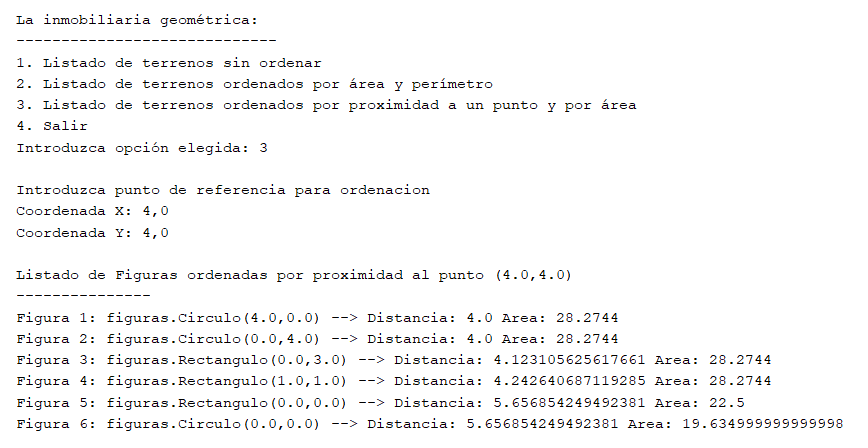 La inmobiliaria geométrica:
-----------------------------
1. Listado de terrenos sin ordenar
2. Listado de terrenos ordenados por área y perímetro
3. Listado de terrenos ordenados por proximidad a un punto y por área
4. Salir
Introduzca opción elegida: 3
Introduzca punto de referencia para ordenacion
Coordenada X: 4,0
Coordenada Y: 4,0
Listado de Figuras ordenadas por proximidad al punto (4.0,4.0)
---------------
Figura 1: figuras.Circulo(4.0,0.0) --> Distancia: 4.0 Area: 28.2744
Figura 2: figuras.Circulo(0.0,4.0) --> Distancia: 4.0 Area: 28.2744
Figura 3: figuras.Rectangulo(0.0,3.0) --> Distancia: 4.123105625617661 Area: 28.2744
Figura 4: figuras.Rectangulo(1.0,1.0) --> Distancia: 4.242640687119285 Area: 28.2744
Figura 5: figuras.Rectangulo(0.0,0.0) --> Distancia: 5.656854249492381 Area: 22.5
Figura 6: figuras.Circulo(0.0,0.0) --> Distancia: 5.656854249492381 Area: 19.634999999999998